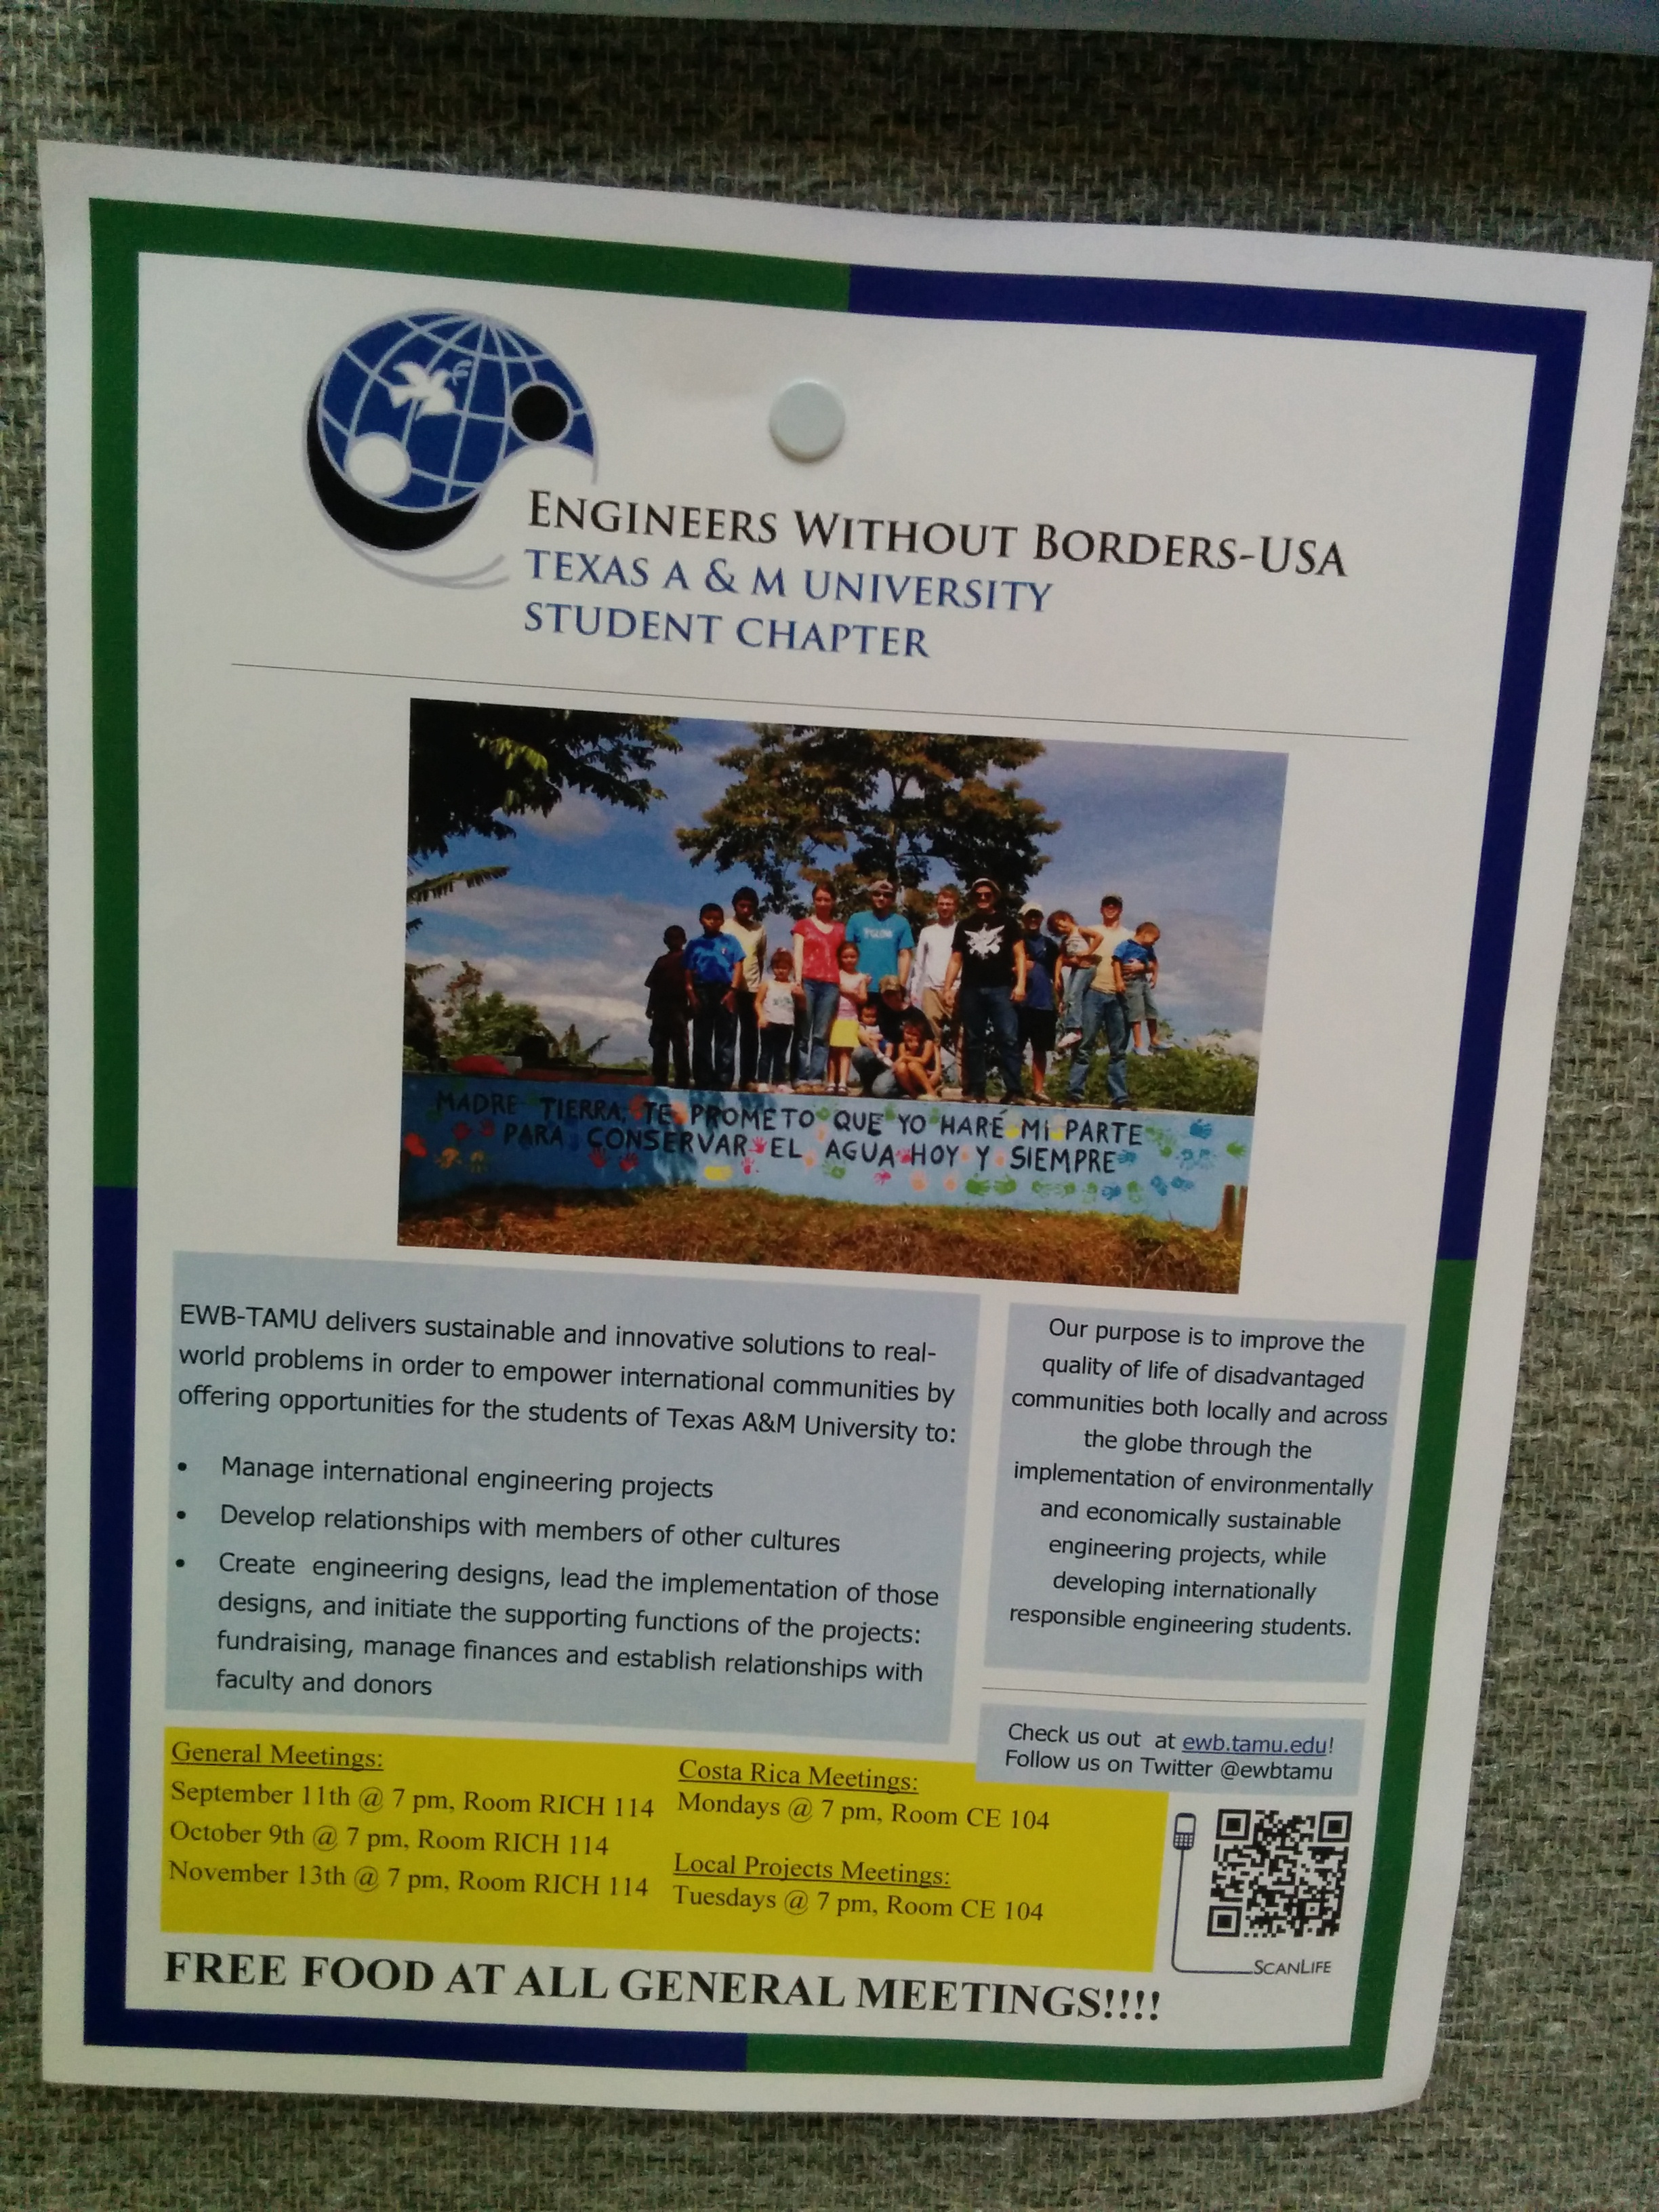 ENGINEERS WITHOUT BORDERS-USA
TEXAS A & M UNIVERSITY
STUDENT CHAPTER
MADRE TIERRA, TE PROMETO QUE YO HARÉ MI PARTE
PARA CONSERVAR EL AGUA HOY Y SIEMPRE
EWB-TAMU delivers sustainable and innovative solutions to real-
world problems in order to empower international communities by
offering opportunities for the students of Texas A&M University to:
• Manage international engineering projects
• Develop relationships with members of other cultures
• Create engineering designs, lead the implementation of those
designs, and initiate the supporting functions of the projects:
fundraising, manage finances and establish relationships with
faculty and donors
Our purpose is to improve the
quality of life of disadvantaged
communities both locally and across
the globe through the
implementation of environmentally
and economically sustainable
engineering projects, while
developing internationally
responsible engineering students.
Check us out at ewb.tamu.edu!
Follow us on Twitter @ewbtamu
General Meetings:
September 11th @ 7 pm, Room RICH 114
October 9th @ 7 pm, Room RICH 114
November 13th @ 7 pm, Room RICH 114
Costa Rica Meetings:
Mondays @ 7 pm, Room CE 104
Local Projects Meetings:
Tuesdays @ 7 pm, Room CE 104
SCANLIFE
FREE FOOD AT ALL GENERAL MEETINGS!!!!